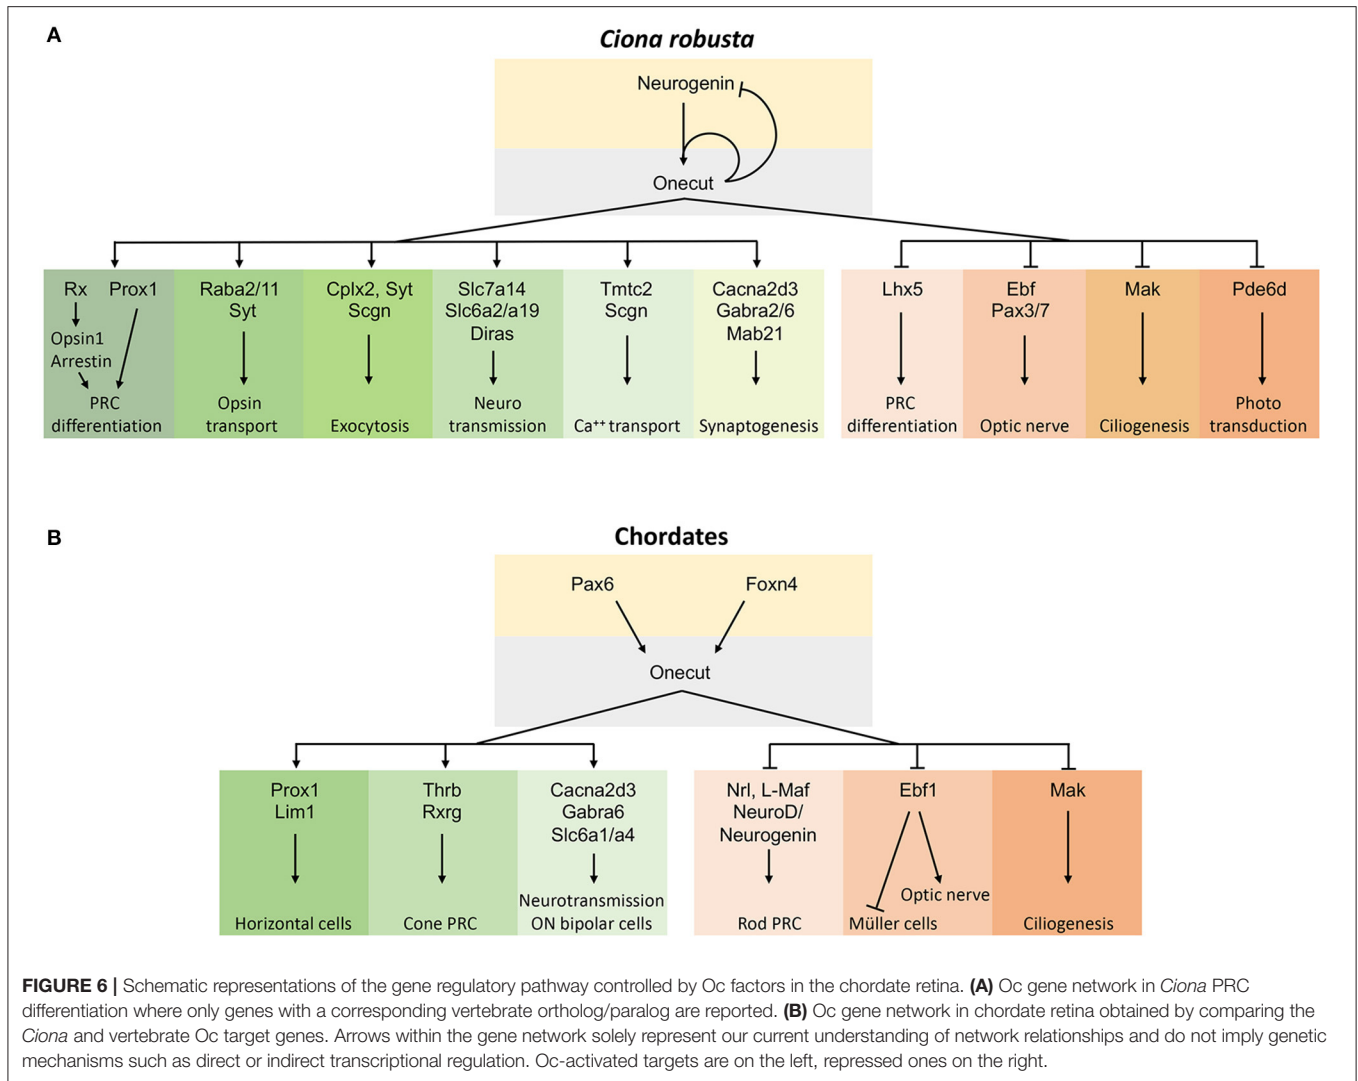 A
Ciona robusta
Neurogenin
Onecut
Rx Prox1
Opsin1
Arrestin
PRC
differentiation
Raba2/11
Syt
Opsin
transport
Cplx2, Syt
Scgn
Exocytosis
Slc7a14
Slc6a2/a19
Diras
Neuro
transmission
Tmtc2
Scgn
Ca⁺⁺ transport
Cacna2d3
Gabra2/6
Mab21
Synaptogenesis
Lhx5
PRC
differentiation
Ebf
Pax3/7
Optic nerve
Mak
Ciliogenesis
Pde6d
Photo
transduction
B
Chordates
Pax6 Foxn4
Onecut
Prox1
Lim1
Horizontal cells
Thrb
Rxrg
Cone PRC
Cacna2d3
Gabra6
Slc6a1/a4
Neurotransmission
ON bipolar cells
Nrl, L-Maf
NeuroD/
Neurogenin
Rod PRC
Ebf1
Optic nerve
Müller cells
Mak
Ciliogenesis
FIGURE 6 | Schematic representations of the gene regulatory pathway controlled by Oc factors in the chordate retina. (A) Oc gene network in Ciona PRC
differentiation where only genes with a corresponding vertebrate ortholog/paralog are reported. (B) Oc gene network in chordate retina obtained by comparing the
Ciona and vertebrate Oc target genes. Arrows within the gene network solely represent our current understanding of network relationships and do not imply genetic
mechanisms such as direct or indirect transcriptional regulation. Oc-activated targets are on the left, repressed ones on the right.